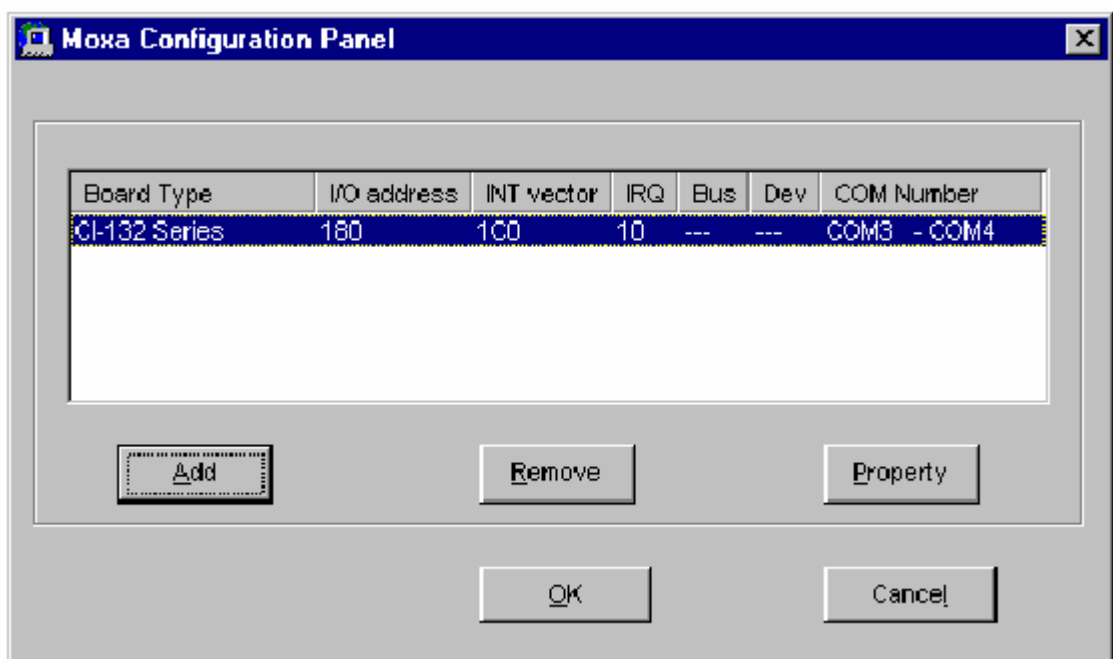 Moxa Configuration Panel
Board Type I/O address INT vector IRQ Bus Dev COM Number
CI-132 Series 180 1C0 10 --- --- COM3 - COM4
Add Remove Property
OK Cancel